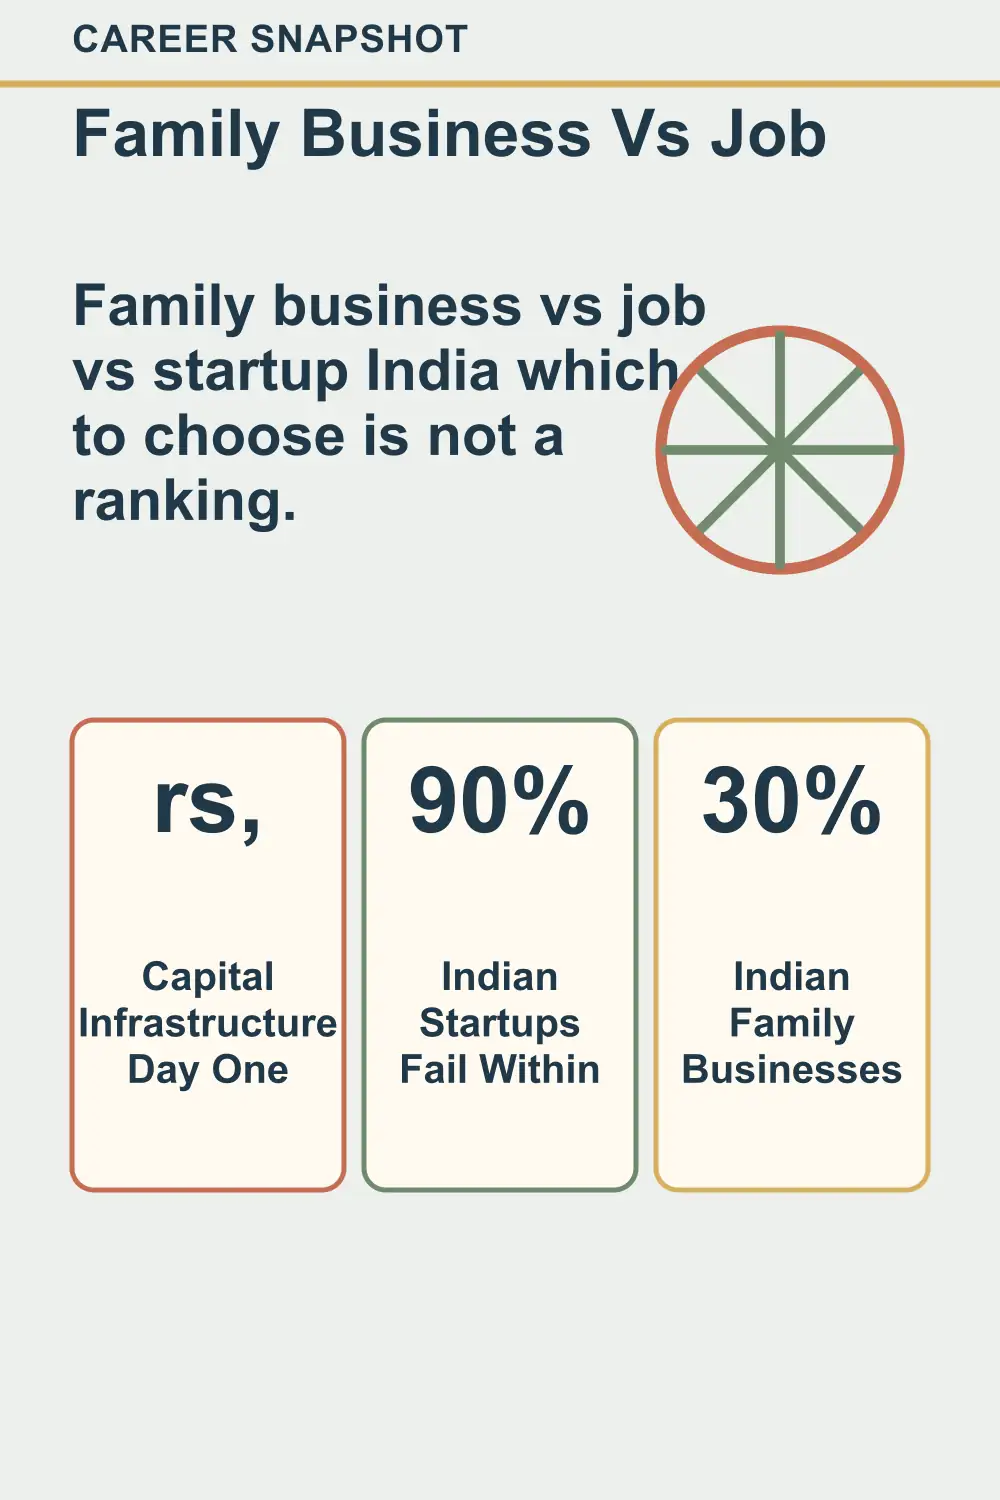 CAREER SNAPSHOT
Family Business Vs Job
Family business vs job
vs startup India which
to choose is not a
ranking.
rs,
Capital
Infrastructure
Day One
90%
Indian
Startups
Fail Within
30%
Indian
Family
Businesses